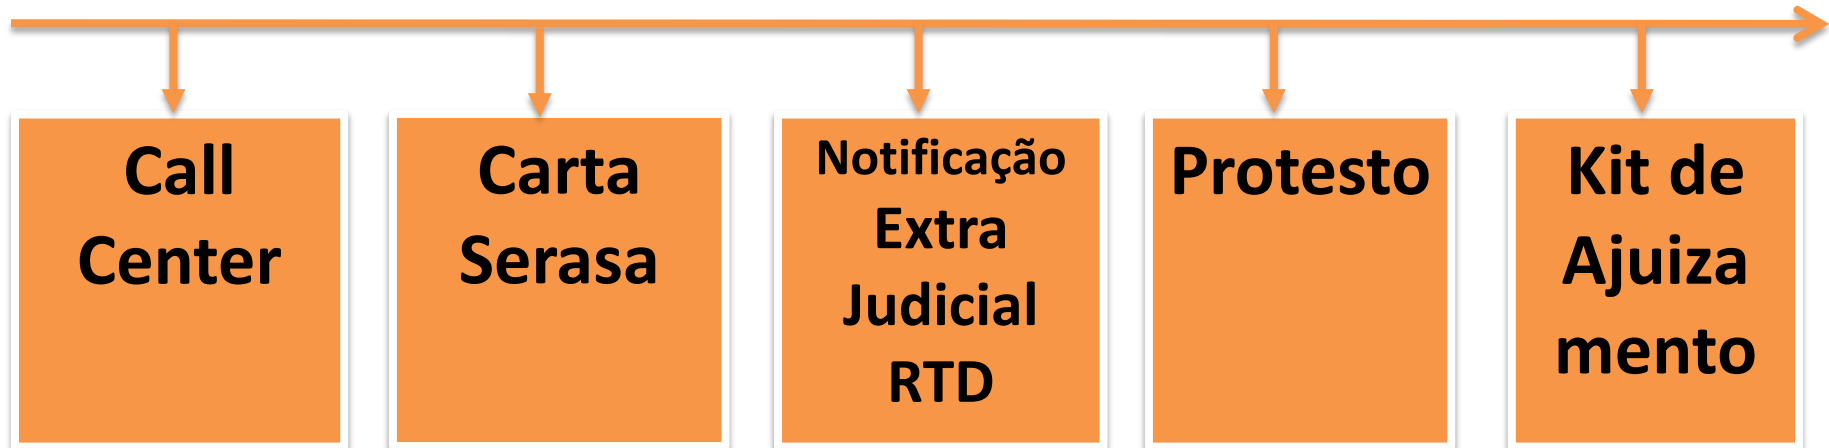 Call
Center
Carta
Serasa
Notificação
Extra
Judicial
RTD
Protesto
Kit de
Ajuiza
mento